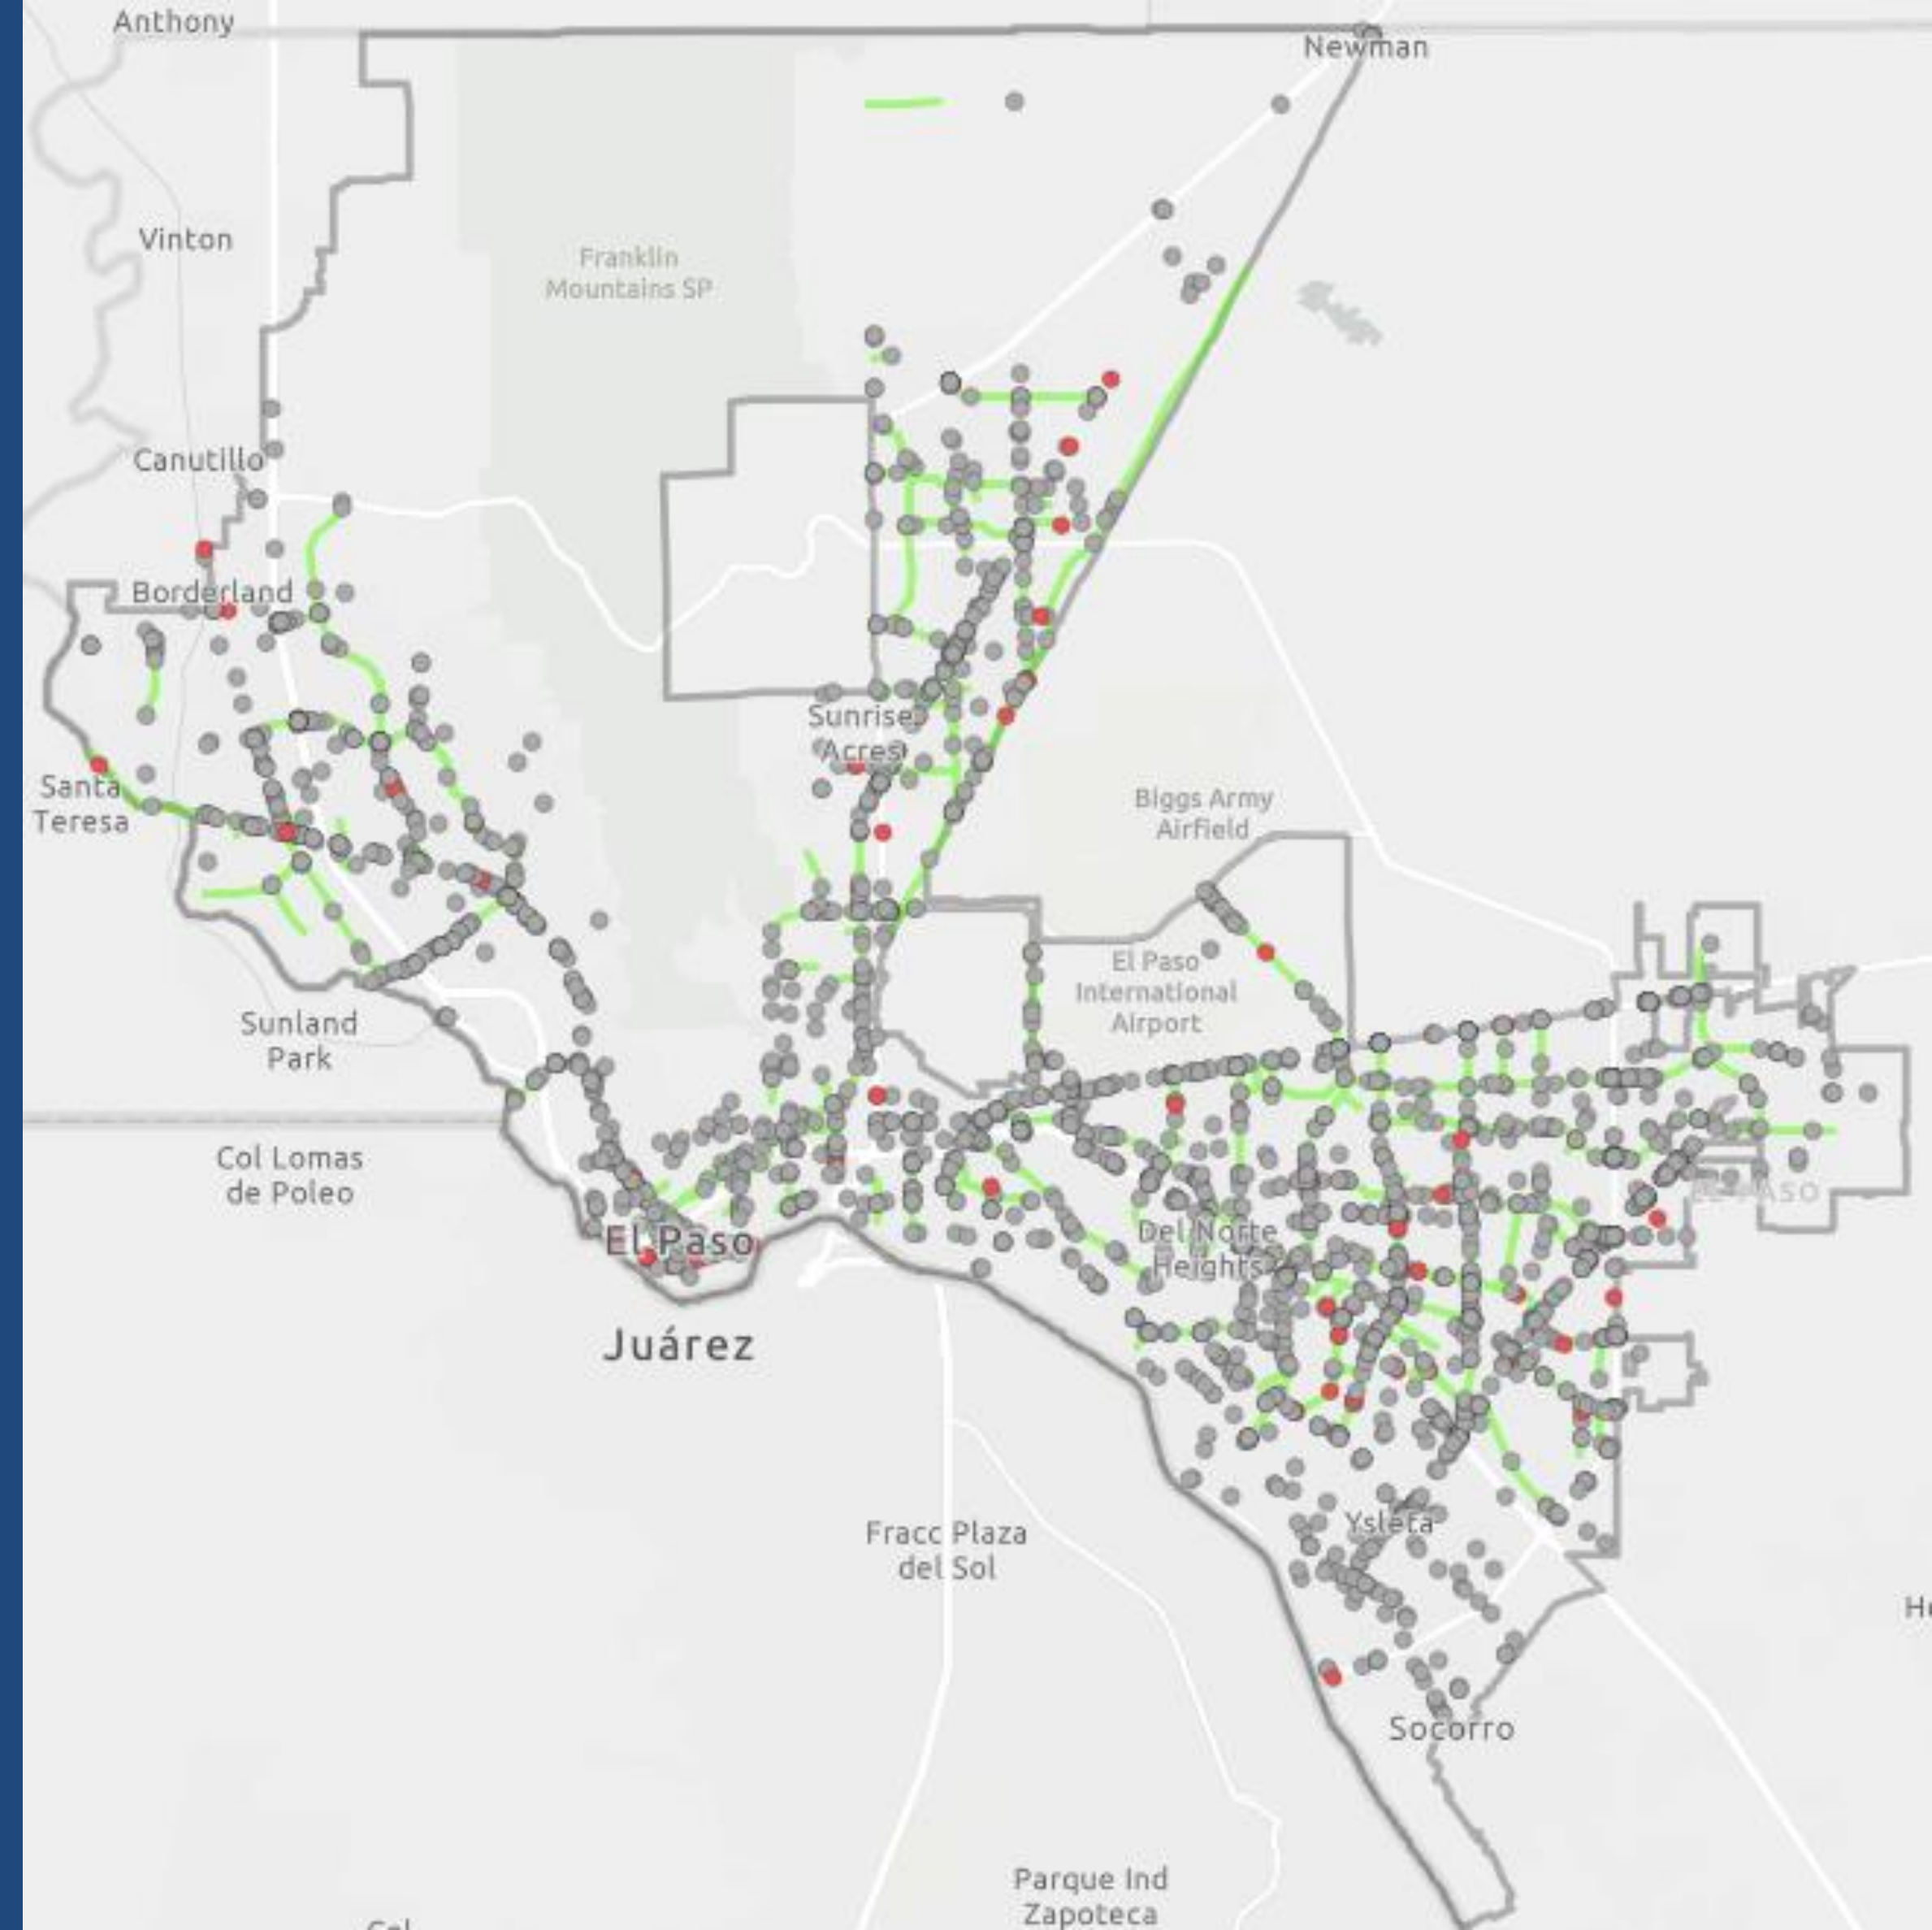 Anthony
Newman
Vinton
Franklin
Mountains SP
Canutillo
Borderland
Sunrise
Acres
Santa
Teresa
Biggs Army
Airfield
El Paso
International
Airport
Sunland
Park
Col Lomas
de Poleo
EL PASO
El Paso
Del Norte
Heights
Juárez
Fracc Plaza
del Sol
Ysleta
Socorro
Parque Ind
Zapoteca